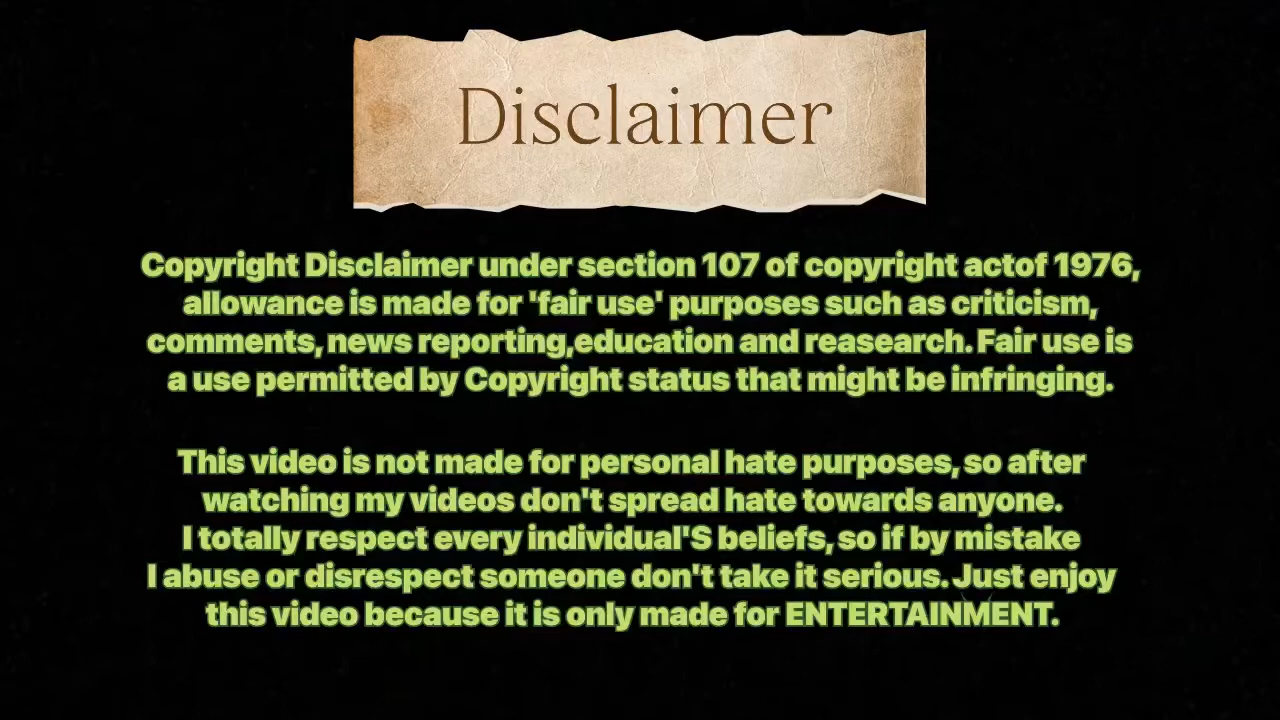 Disclaimer
Copyright Disclaimer under section 107 of copyright actof 1976,
allowance is made for 'fair use' purposes such as criticism,
comments, news reporting,education and reasearch. Fair use is
a use permitted by Copyright status that might be infringing.
This video is not made for personal hate purposes, so after
watching my videos don't spread hate towards anyone.
I totally respect every individual'S beliefs, so if by mistake
I abuse or disrespect someone don't take it serious. Just enjoy
this video because it is only made for ENTERTAINMENT.